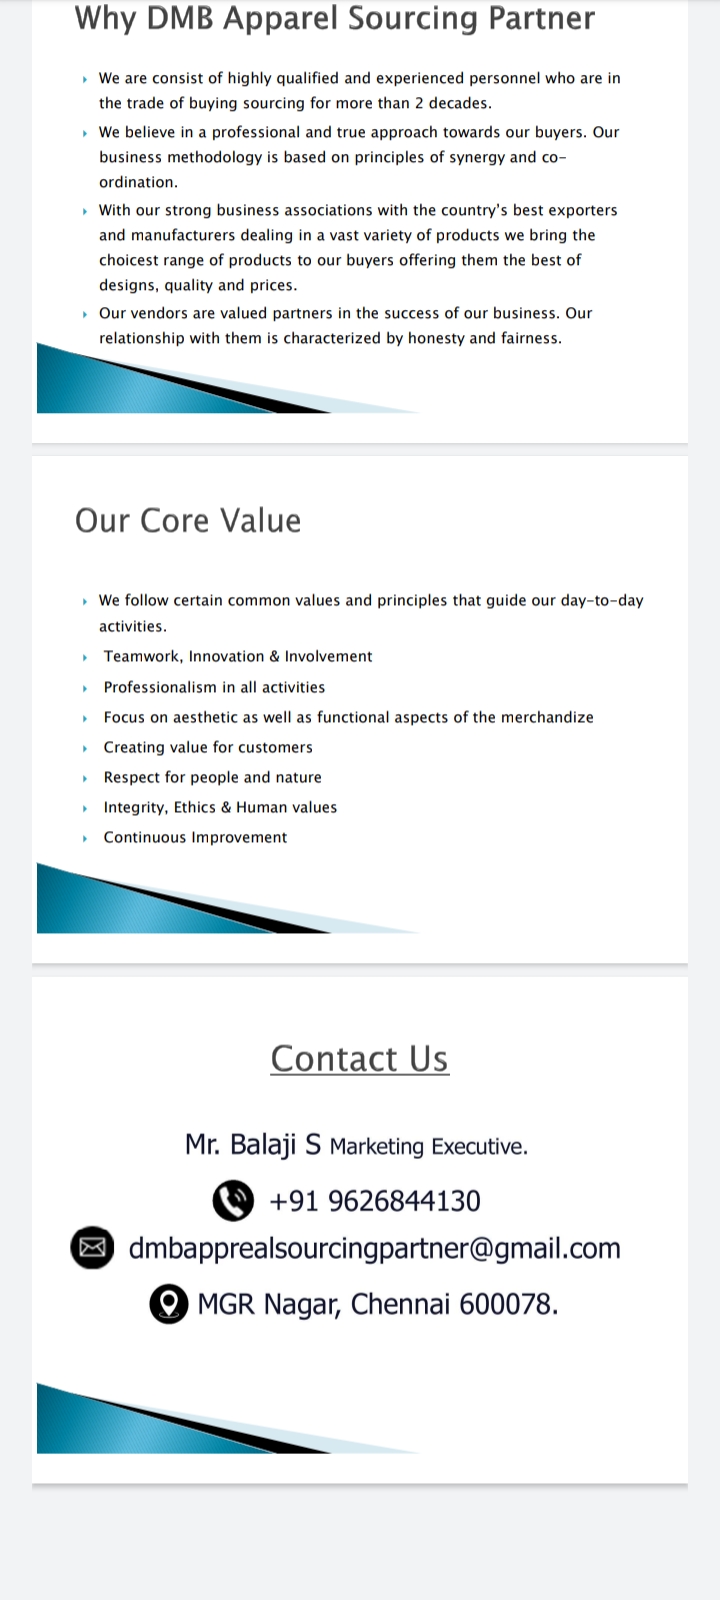 Why DMB Apparel Sourcing Partner
We are consist of highly qualified and experienced personnel who are in
the trade of buying sourcing for more than 2 decades.
We believe in a professional and true approach towards our buyers. Our
business methodology is based on principles of synergy and co-
ordination.
With our strong business associations with the country's best exporters
and manufacturers dealing in a vast variety of products we bring the
choicest range of products to our buyers offering them the best of
designs, quality and prices.
Our vendors are valued partners in the success of our business. Our
relationship with them is characterized by honesty and fairness.
Our Core Value
We follow certain common values and principles that guide our day-to-day
activities.
Teamwork, Innovation & Involvement
Professionalism in all activities
Focus on aesthetic as well as functional aspects of the merchandize
Creating value for customers
Respect for people and nature
Integrity, Ethics & Human values
Continuous Improvement
Contact Us
Mr. Balaji S Marketing Executive.
+91 9626844130
dmbapprealsourcingpartner@gmail.com
MGR Nagar, Chennai 600078.